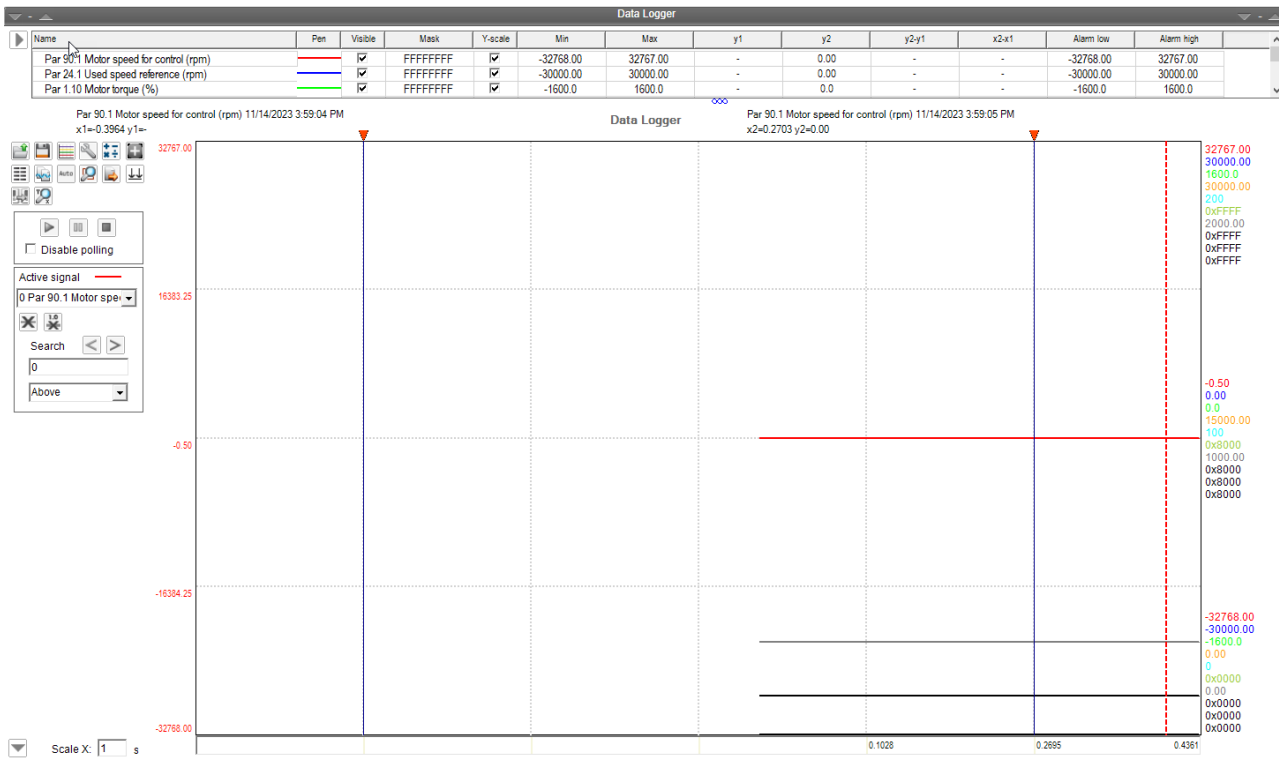 Data Logger
Name Pen Visible Mask Y-scale Min Max y1 y2 y2-y1 x2-x1 Alarm low Alarm high
Par 90.1 Motor speed for control (rpm) FFFFFFFF -32768.00 32767.00 - 0.00 - - -32768.00 32767.00
Par 24.1 Used speed reference (rpm) FFFFFFFF -30000.00 30000.00 - 0.00 - - -30000.00 30000.00
Par 1.10 Motor torque (%) FFFFFFFF -1600.0 1600.0 - 0.0 - - -1600.0 1600.0
Par 90.1 Motor speed for control (rpm) 11/14/2023 3:59:04 PM
x1=-0.3964 y1=-
Data Logger
Par 90.1 Motor speed for control (rpm) 11/14/2023 3:59:05 PM
x2=0.2703 y2=0.00
Auto
Disable polling
Active signal
0 Par 90.1 Motor spe
1.0
Search < >
0
Above
32767.00
16383.25
-0.50
-16384.25
-32768.00
32767.00
30000.00
1600.0
30000.00
200
0xFFFF
2000.00
0xFFFF
0xFFFF
0xFFFF
-0.50
0.00
0.0
15000.00
100
0x8000
1000.00
0x8000
0x8000
0x8000
-32768.00
-30000.00
-1600.0
0.00
0
0x0000
0.00
0x0000
0x0000
0x0000
Scale X: 1 s
0.1028 0.2695 0.4361